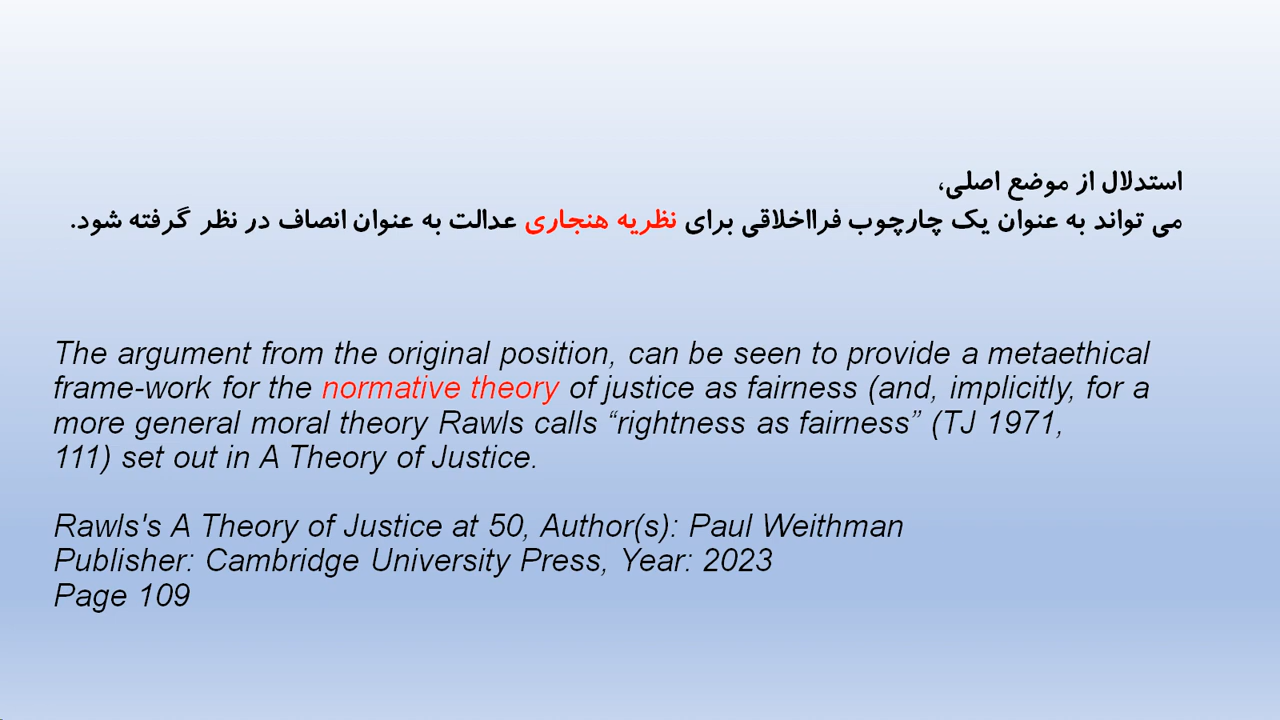 استدلال از موضع اصلی،
می تواند به عنوان یک چارچوب فرااخلاقی برای نظریه هنجاری عدالت به عنوان انصاف در نظر گرفته شود.
The argument from the original position, can be seen to provide a metaethical
frame-work for the normative theory of justice as fairness (and, implicitly, for a
more general moral theory Rawls calls “rightness as fairness” (TJ 1971,
111) set out in A Theory of Justice.
Rawls's A Theory of Justice at 50, Author(s): Paul Weithman
Publisher: Cambridge University Press, Year: 2023
Page 109